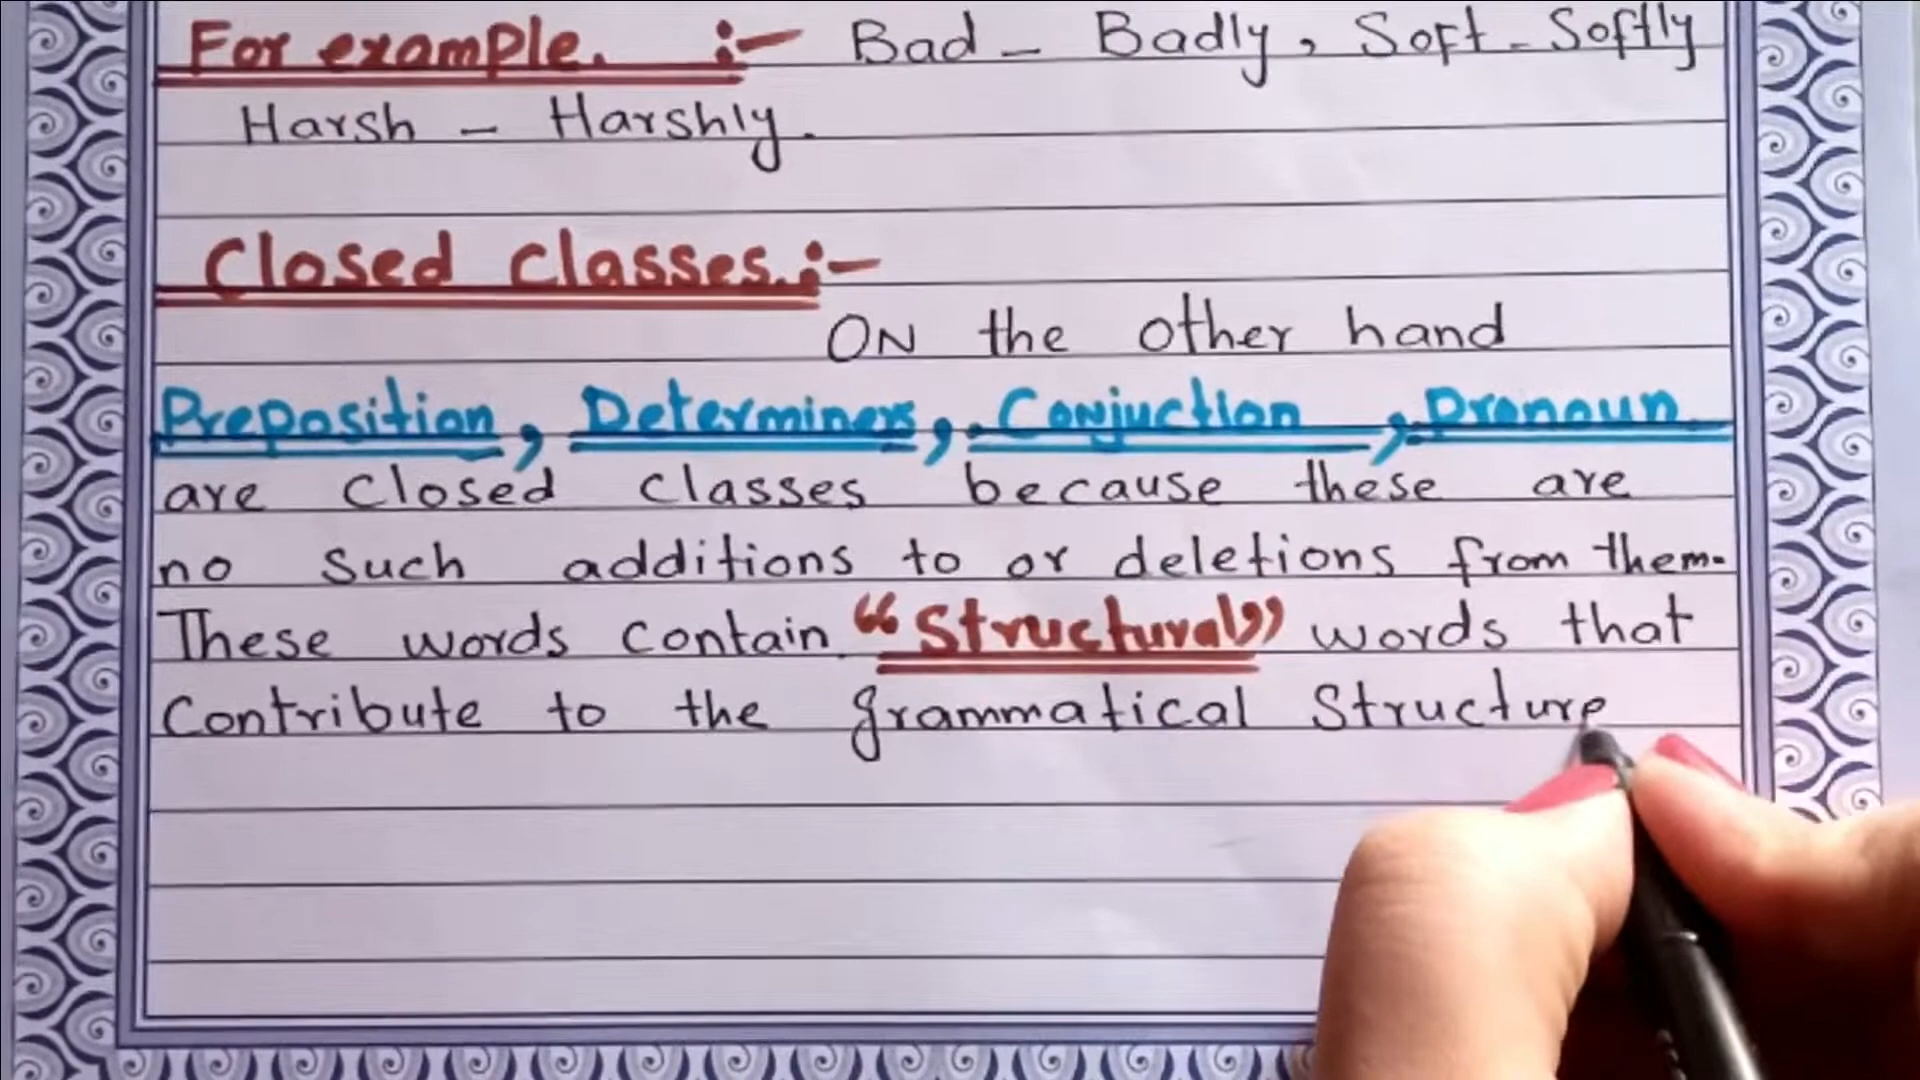 For example. :- Bad - Badly, Soft - Softly
Harsh - Harshly.
Closed Classes.:-
ON the other hand
Preposition, Determiners, Conjuction, Pronoun
are closed classes because these are
no such additions to or deletions from them.
These words contain "Structural" words that
Contribute to the grammatical Structure